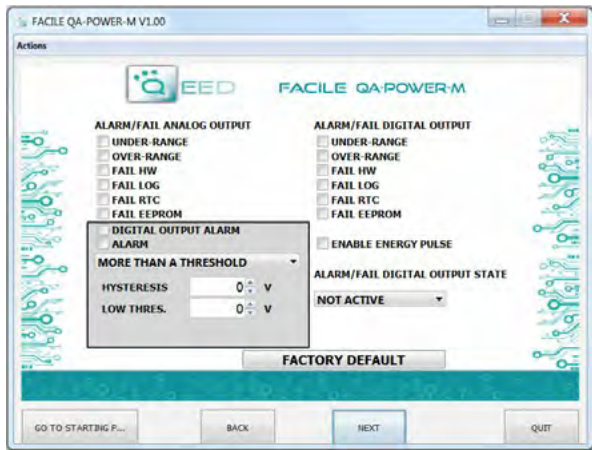 FACILE QA-POWER-M V1.00
Actions
QEED
FACILE QA-POWER-M
ALARM/FAIL ANALOG OUTPUT
UNDER-RANGE
OVER-RANGE
FAIL HW
FAIL LOG
FAIL RTC
FAIL EEPROM
DIGITAL OUTPUT ALARM
ALARM
MORE THAN A THRESHOLD
HYSTERESIS 0 V
LOW THRES. 0 V
ALARM/FAIL DIGITAL OUTPUT
UNDER-RANGE
OVER-RANGE
FAIL HW
FAIL LOG
FAIL RTC
FAIL EEPROM
ENABLE ENERGY PULSE
ALARM/FAIL DIGITAL OUTPUT STATE
NOT ACTIVE
FACTORY DEFAULT
GO TO STARTING P... BACK NEXT QUIT